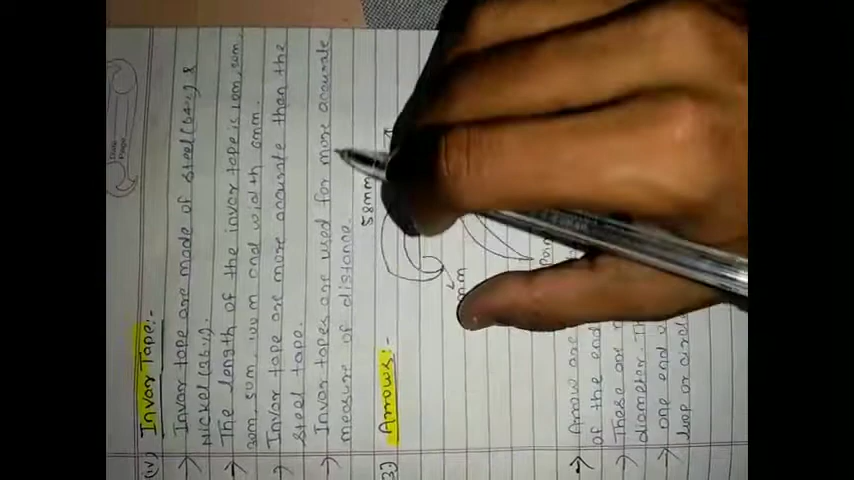 (iv) Invar Tape:-
→ Invar tape are made of steel (64%) &
Nickel (36%).
→ The length of the invar tape is 10m, 20m,
30m, 50m, 100m and width 6mm.
→ Invar tape are more accurate than the
steel tape.
→ Invar tapes are used for more accurate
measure of distance.
3) Arrows:-
58mm
mm
→ Arrow are
of the end
→ These are
diameter. Th
→ one end
loop or circle